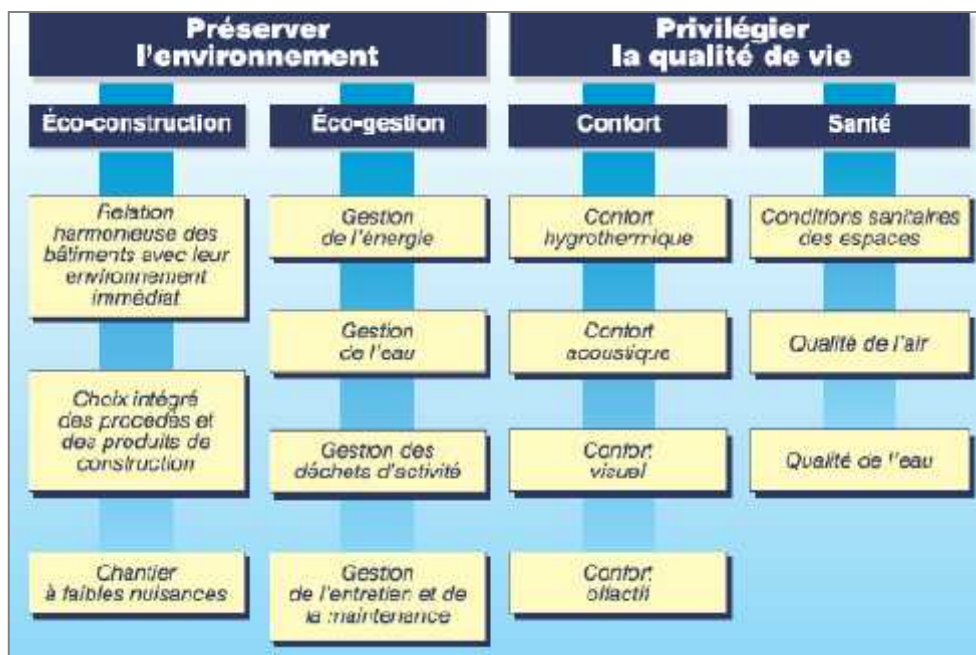 Préserver
l'environnement
Privilégier
la qualité de vie
Éco-construction
Éco-gestion
Confort
Santé
Relation
harmonieuse des
bâtiments avec leur
environnement
immédiat
Choix intégré
des procédés et
des produits de
construction
Chantier
à faibles nuisances
Gestion
de l'énergie
Gestion
de l'eau
Gestion des
déchets d'activité
Gestion
de l'entretien et de
la maintenance
Confort
hygrothermique
Confort
acoustique
Confort
visuel
Confort
olfactif
Conditions sanitaires
des espaces
Qualité de l'air
Qualité de l'eau